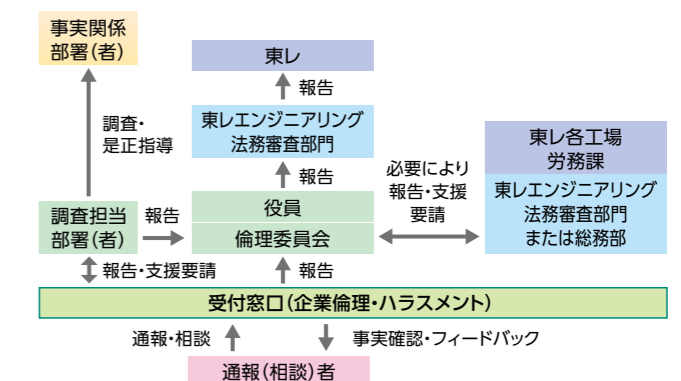 事実関係
部署(者)
東レ
報告
調査・
是正指導
東レエンジニアリング
法務審査部門
報告
必要により
報告・支援
要請
東レ各工場
労務課
東レエンジニアリング
法務審査部門
または総務部
調査担当
部署(者)
報告
役員
倫理委員会
報告・支援要請
報告
受付窓口(企業倫理・ハラスメント)
通報・相談
事実確認・フィードバック
通報(相談)者